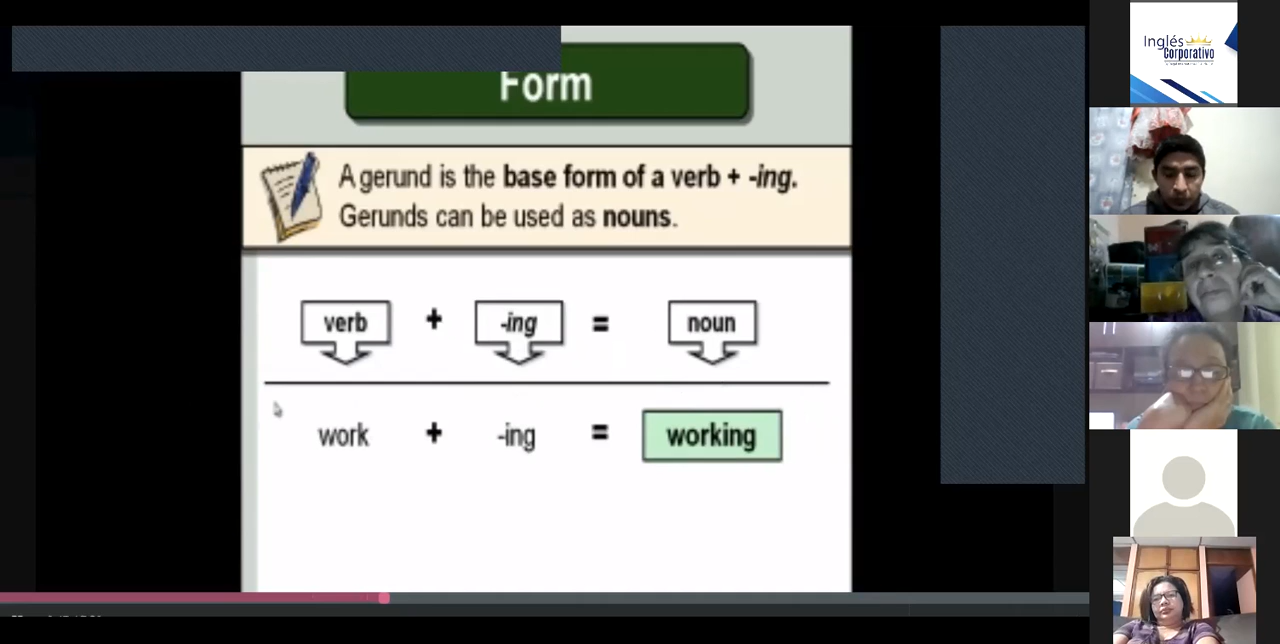 Form
A gerund is the base form of a verb + -ing.
Gerunds can be used as nouns.
verb + -ing = noun
work + -ing = working
Inglés
Corporativo